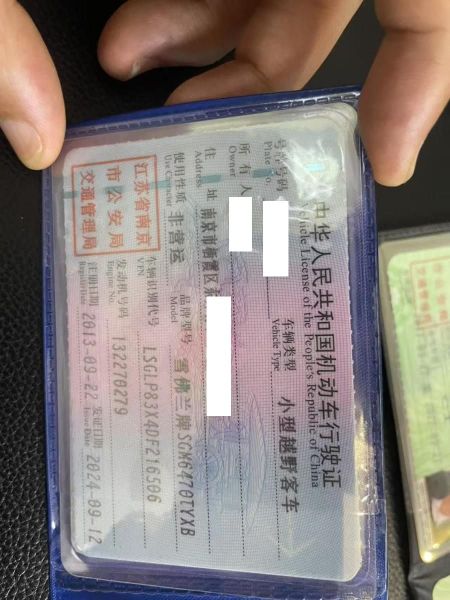 中华人民共和国机动车行驶证
Vehicle License of the People's Republic of China
号牌号码
Plate No.
车辆类型
Vehicle Type
小型越野客车
所有人
Owner
住址
Address
南京市栖霞区
使用性质
Use Character
非营运
品牌型号
Model
雪佛兰牌SGM6470TYXB
江苏省南京
市公安局
交通管理局
车辆识别代号
VIN
LSGLP83X4DF216506
发动机号码
Engine No.
132270279
注册日期
Register Date
2013-09-22
发证日期
Issue Date
2024-09-12